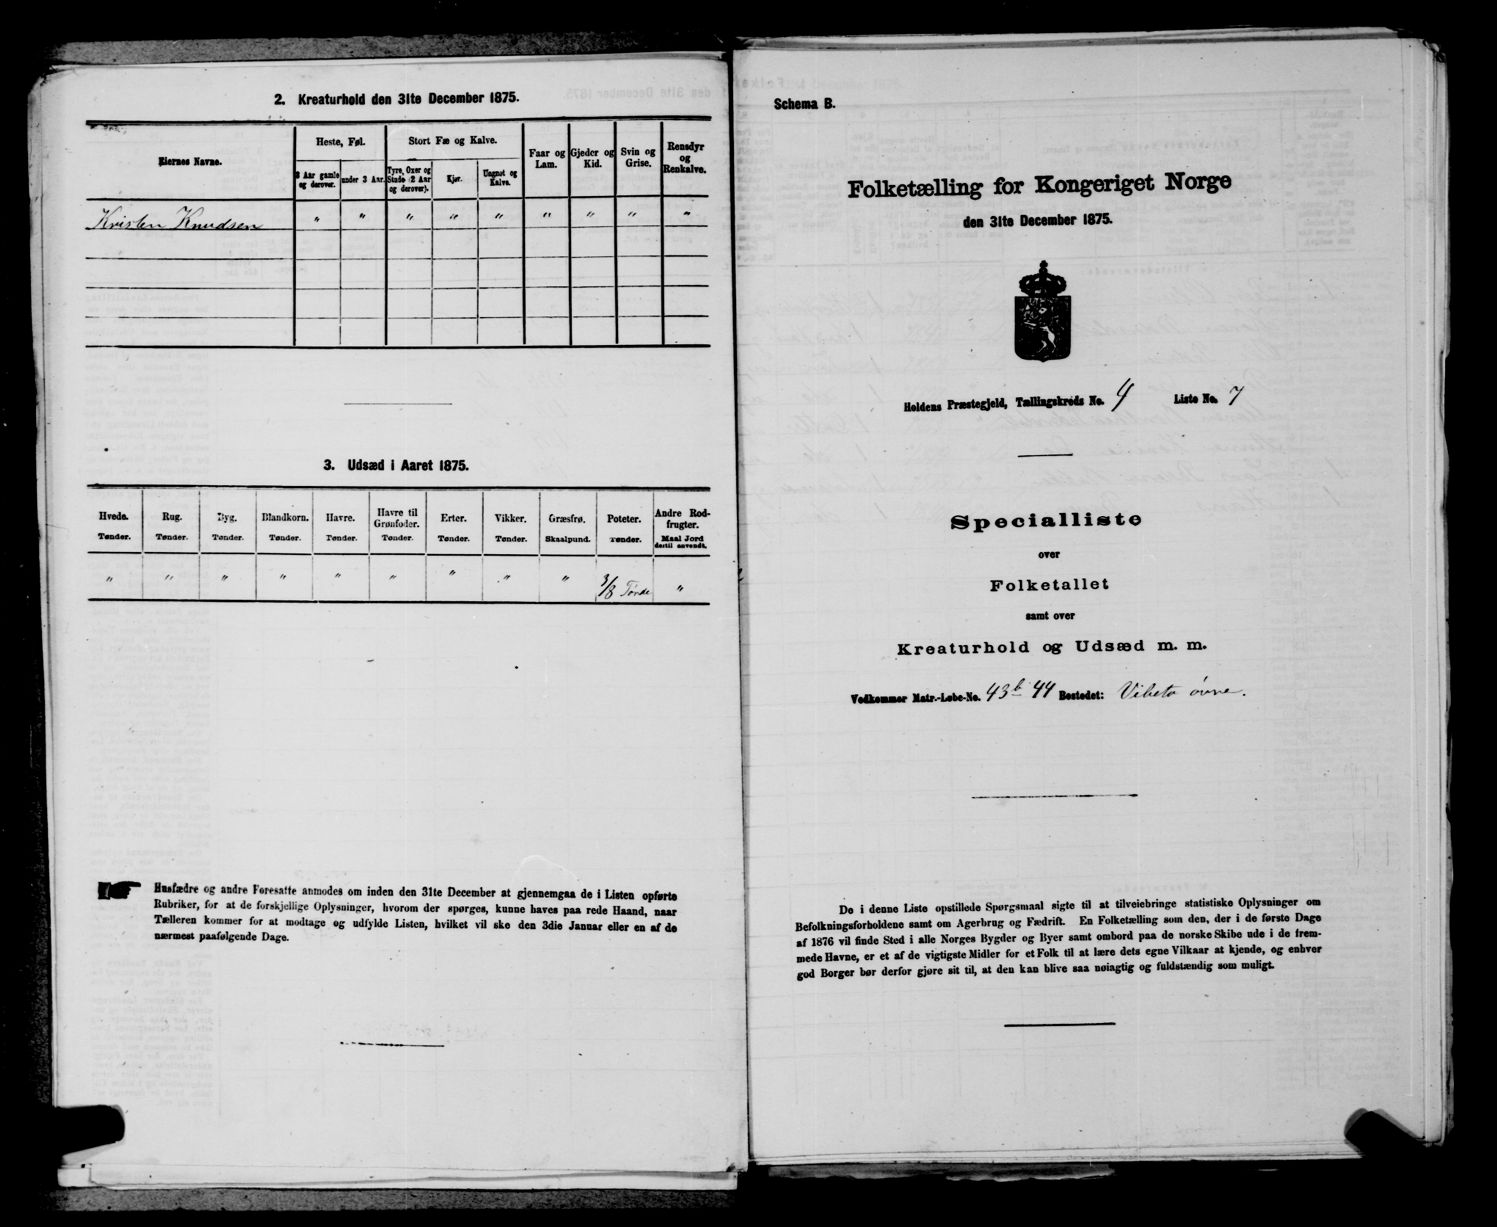 2. Kreaturhold den 31te December 1875.
Eiernes Navne.
Heste, Føl.
Stort Fæ og Kalve.
Faar og Lam.
Gjeder og Kid.
Svin og Grise.
Rensdyr og Renkalve.
3 Aar gamle og derover.
under 3 Aar.
Tyre, Oxer og Stude (2 Aar og derover).
Kjør.
Ungnøt og Kalve.
Kristen Knudsen " " " " " " " " "
3. Udsæd i Aaret 1875.
Hvede. Rug. Byg. Blandkorn. Havre. Havre til Grønfoder. Erter. Vikker. Græsfrø. Poteter. Andre Rodfrugter.
Tønder. Tønder. Tønder. Tønder. Tønder. Tønder. Tønder. Tønder. Skaalpund. Tønder. Maal Jord dertil anvendt.
" " " " " " " " " 3/8 Tønde "
Husfædre og andre Foresatte anmodes om inden den 31te December at gjennemgaa de i Listen opførte
Rubriker, for at de forskjellige Oplysninger, hvorom der spørges, kunne haves paa rede Haand, naar
Tælleren kommer for at modtage og udfylde Listen, hvilket vil ske den 3die Januar eller en af de
nærmest paafølgende Dage.
Schema B.
Folketælling for Kongeriget Norge
den 31te December 1875.
Holdens Præstegjeld, Tællingskreds No. 4 Liste No. 7
Specialliste
over
Folketallet
samt over
Kreaturhold og Udsæd m. m.
Vedkommer Matr.-Løbe-No. 43b 44 Bostedet: Vibeto övre.
De i denne Liste opstillede Spørgsmaal sigte til at tilveiebringe statistiske Oplysninger om
Befolkningsforholdene samt om Agerbrug og Fædrift. En Folketælling som den, der i de første Dage
af 1876 vil finde Sted i alle Norges Bygder og Byer samt ombord paa de norske Skibe ude i de frem-
mede Havne, er et af de vigtigste Midler for et Folk til at lære dets egne Vilkaar at kjende, og enhver
god Borger bør derfor gjøre sit til, at den kan blive saa nøiagtig og fuldstændig som muligt.